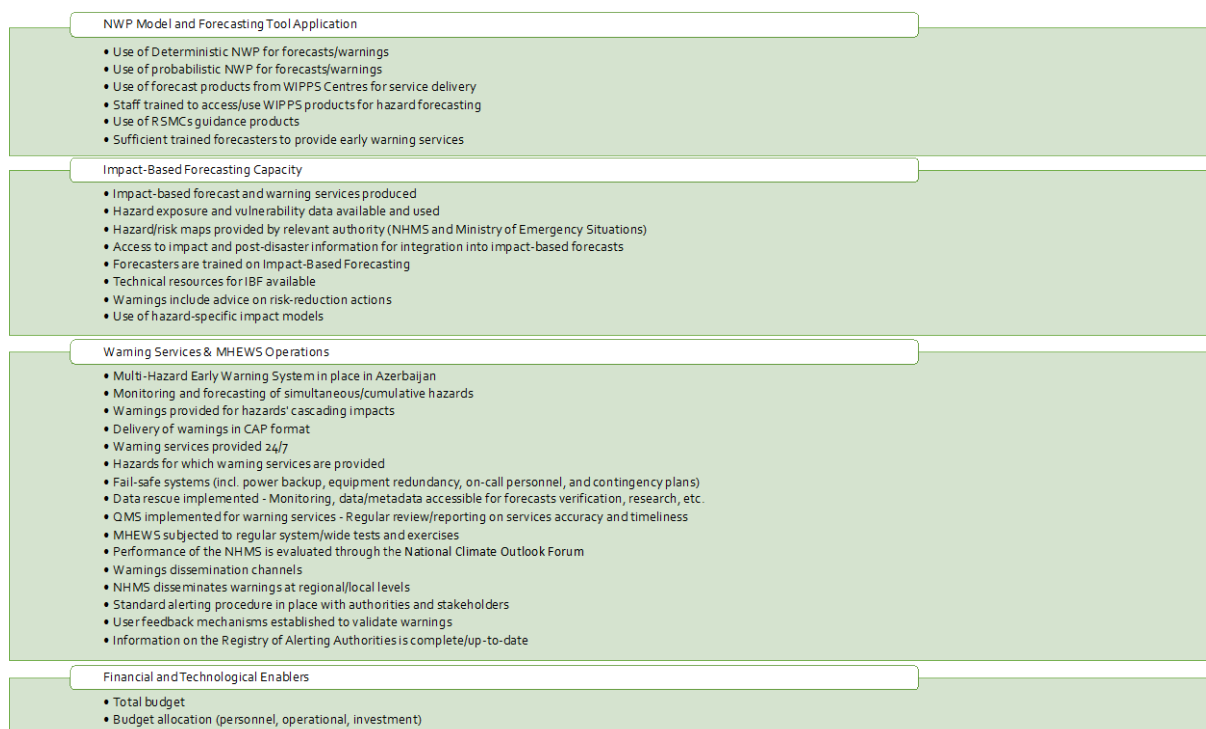 NWP Model and Forecasting Tool Application
• Use of Deterministic NWP for forecasts/warnings
• Use of probabilistic NWP for forecasts/warnings
• Use of forecast products from WIPPS Centres for service delivery
• Staff trained to access/use WIPPS products for hazard forecasting
• Use of RSMCs guidance products
• Sufficient trained forecasters to provide early warning services
Impact-Based Forecasting Capacity
• Impact-based forecast and warning services produced
• Hazard exposure and vulnerability data available and used
• Hazard/risk maps provided by relevant authority (NHMS and Ministry of Emergency Situations)
• Access to impact and post-disaster information for integration into impact-based forecasts
• Forecasters are trained on Impact-Based Forecasting
• Technical resources for IBF available
• Warnings include advice on risk-reduction actions
• Use of hazard-specific impact models
Warning Services & MHEWS Operations
• Multi-Hazard Early Warning System in place in Azerbaijan
• Monitoring and forecasting of simultaneous/cumulative hazards
• Warnings provided for hazards' cascading impacts
• Delivery of warnings in CAP format
• Warning services provided 24/7
• Hazards for which warning services are provided
• Fail-safe systems (incl. power backup, equipment redundancy, on-call personnel, and contingency plans)
• Data rescue implemented - Monitoring, data/metadata accessible for forecasts verification, research, etc.
• QMS implemented for warning services - Regular review/reporting on services accuracy and timeliness
• MHEWS subjected to regular system/wide tests and exercises
• Performance of the NHMS is evaluated through the National Climate Outlook Forum
• Warnings dissemination channels
• NHMS disseminates warnings at regional/local levels
• Standard alerting procedure in place with authorities and stakeholders
• User feedback mechanisms established to validate warnings
• Information on the Registry of Alerting Authorities is complete/up-to-date
Financial and Technological Enablers
• Total budget
• Budget allocation (personnel, operational, investment)